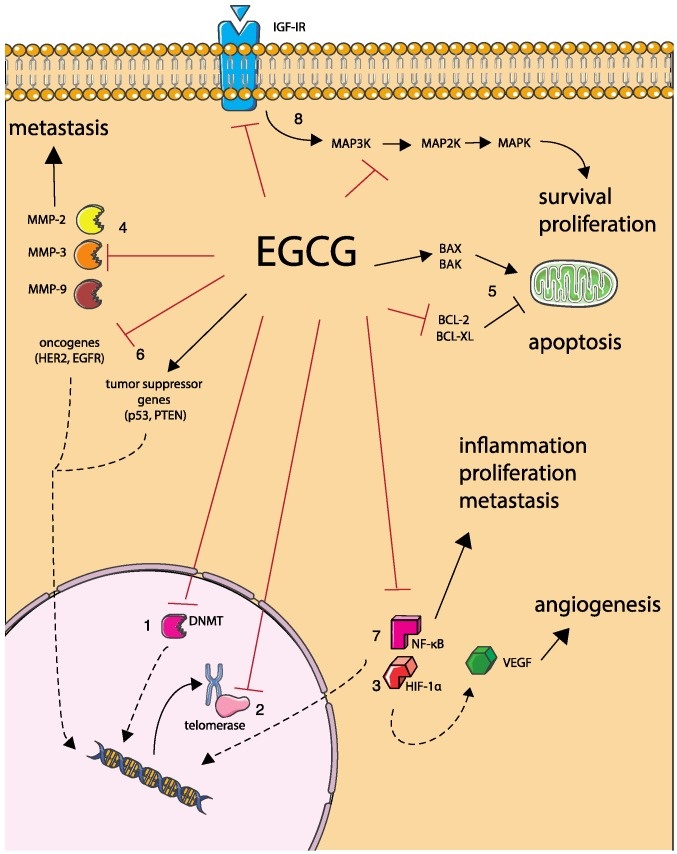 IGF-IR
metastasis
8
MAP3K
MAP2K
MAPK
survival
proliferation
MMP-2
4
MMP-3
MMP-9
EGCG
BAX
BAK
5
BCL-2
BCL-XL
apoptosis
oncogenes
(HER2, EGFR)
6
tumor suppressor
genes
(p53, PTEN)
inflammation
proliferation
metastasis
angiogenesis
1
DNMT
7
NF-κB
VEGF
3
HIF-1α
2
telomerase